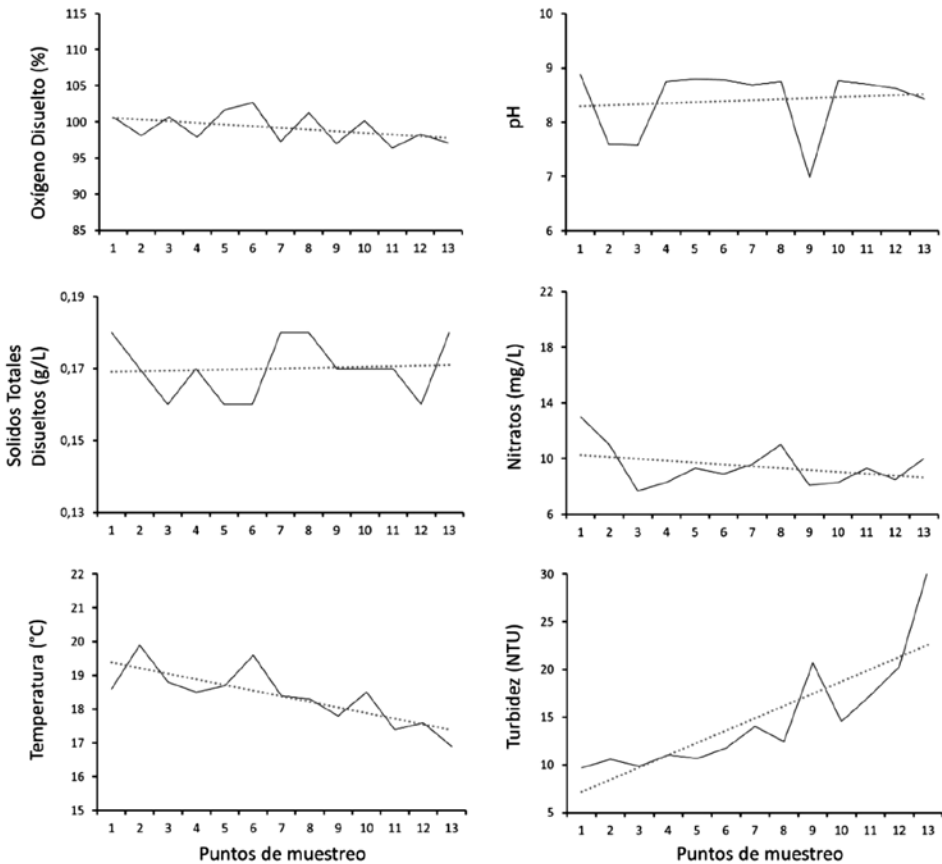 Oxígeno Disuelto (%)
115
110
105
100
95
90
85
1 2 3 4 5 6 7 8 9 10 11 12 13
pH
10
9
8
7
6
1 2 3 4 5 6 7 8 9 10 11 12 13
Solidos Totales
Disueltos (g/L)
0,19
0,17
0,15
0,13
1 2 3 4 5 6 7 8 9 10 11 12 13
Nitratos (mg/L)
22
18
14
10
6
1 2 3 4 5 6 7 8 9 10 11 12 13
Temperatura (°C)
22
21
20
19
18
17
16
15
1 2 3 4 5 6 7 8 9 10 11 12 13
Puntos de muestreo
Turbidez (NTU)
30
25
20
15
10
5
1 2 3 4 5 6 7 8 9 10 11 12 13
Puntos de muestreo